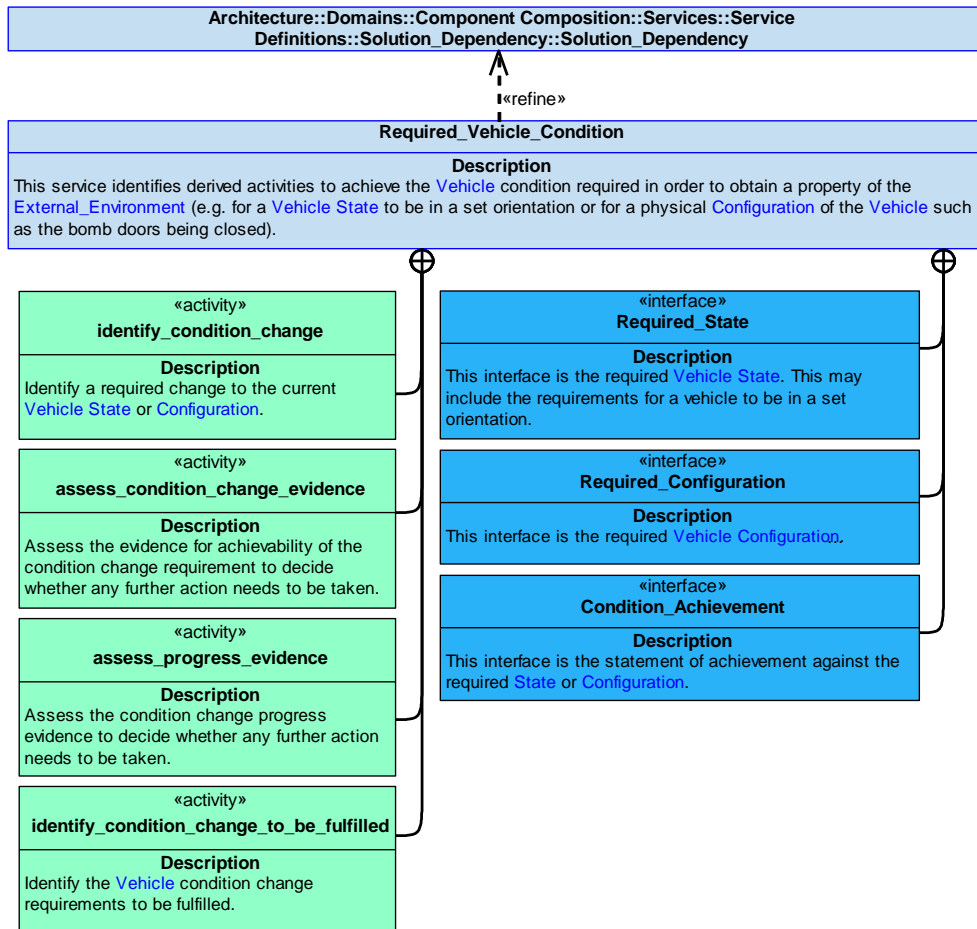 Architecture::Domains::Component Composition::Services::Service
Definitions::Solution_Dependency::Solution_Dependency
«refine»
Required_Vehicle_Condition
Description
This service identifies derived activities to achieve the Vehicle condition required in order to obtain a property of the
External_Environment (e.g. for a Vehicle State to be in a set orientation or for a physical Configuration of the Vehicle such
as the bomb doors being closed).
«activity»
identify_condition_change
Description
Identify a required change to the current
Vehicle State or Configuration.
«activity»
assess_condition_change_evidence
Description
Assess the evidence for achievability of the
condition change requirement to decide
whether any further action needs to be taken.
«activity»
assess_progress_evidence
Description
Assess the condition change progress
evidence to decide whether any further action
needs to be taken.
«activity»
identify_condition_change_to_be_fulfilled
Description
Identify the Vehicle condition change
requirements to be fulfilled.
«interface»
Required_State
Description
This interface is the required Vehicle State. This may
include the requirements for a vehicle to be in a set
orientation.
«interface»
Required_Configuration
Description
This interface is the required Vehicle Configuration..
«interface»
Condition_Achievement
Description
This interface is the statement of achievement against the
required State or Configuration.